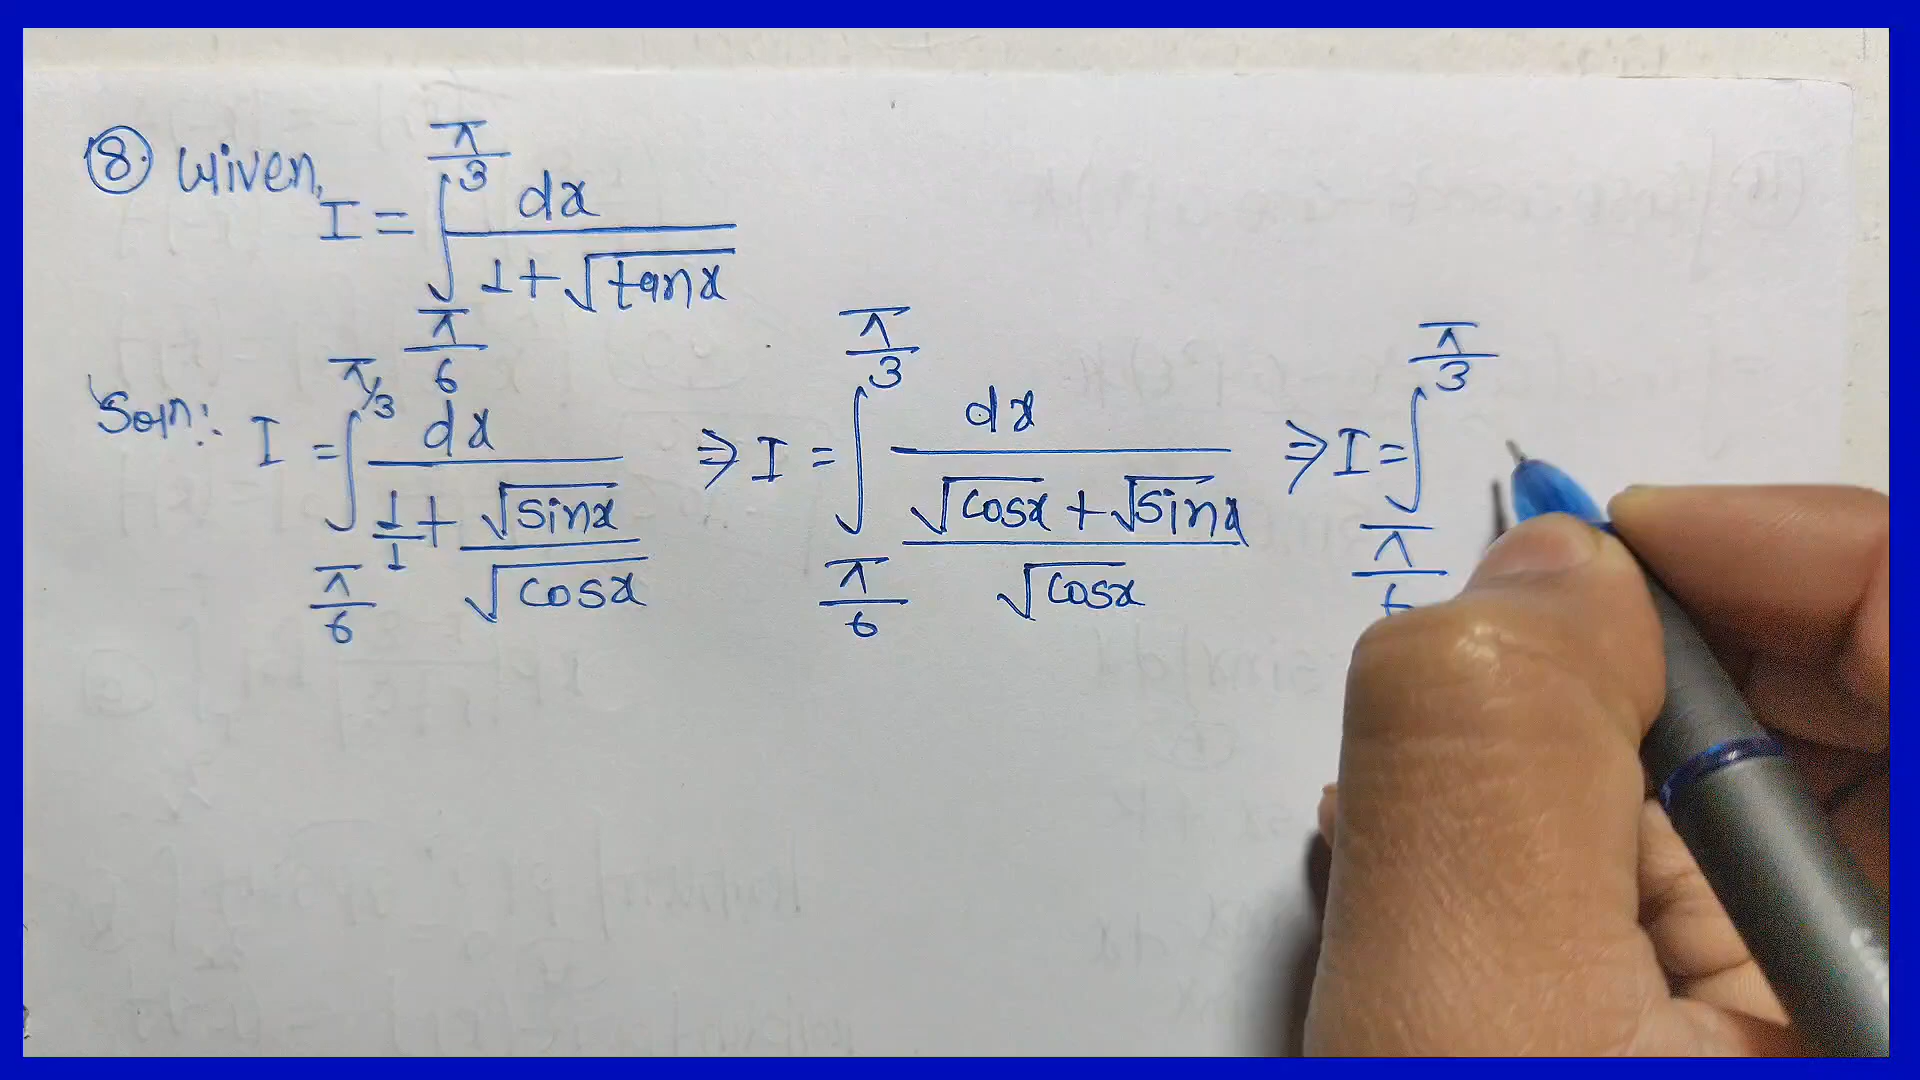 ⑧ Given, I = ∫_{π/6}^{π/3} dx / (1 + √tanx)
Soln: I = ∫_{π/6}^{π/3} dx / (1/1 + √sinx / √cosx) ⇒ I = ∫_{π/6}^{π/3} dx / ((√cosx + √sinx) / √cosx) ⇒ I = ∫_{π/6}^{π/3}